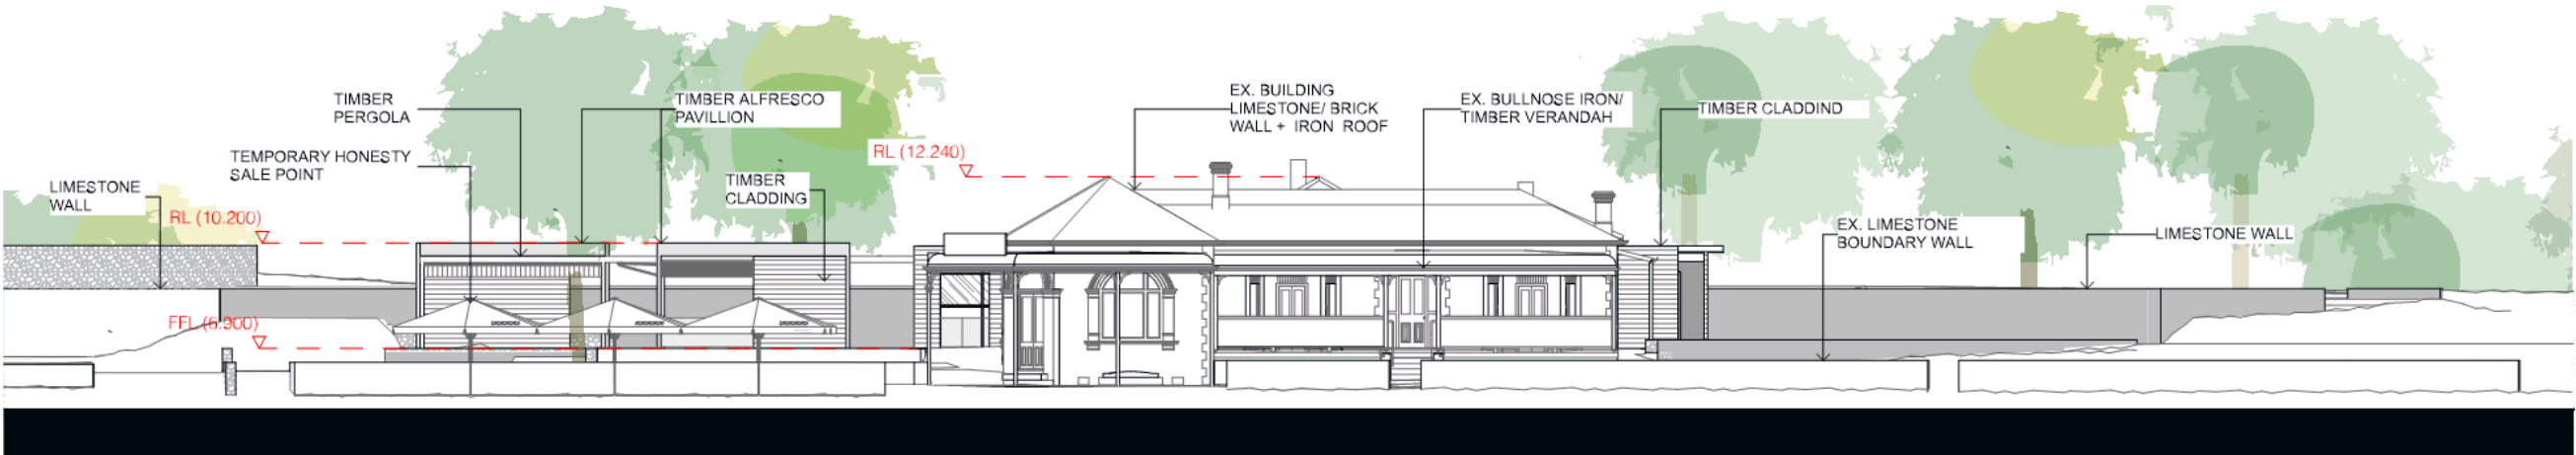 TIMBER
PERGOLA
TIMBER ALFRESCO
PAVILLION
EX. BUILDING
LIMESTONE/ BRICK
WALL + IRON ROOF
EX. BULLNOSE IRON/
TIMBER VERANDAH
TIMBER CLADDIND
TEMPORARY HONESTY
SALE POINT
RL (12.240)
LIMESTONE
WALL
TIMBER
CLADDING
RL (10.200)
EX. LIMESTONE
BOUNDARY WALL
LIMESTONE WALL
FFL (6.900)